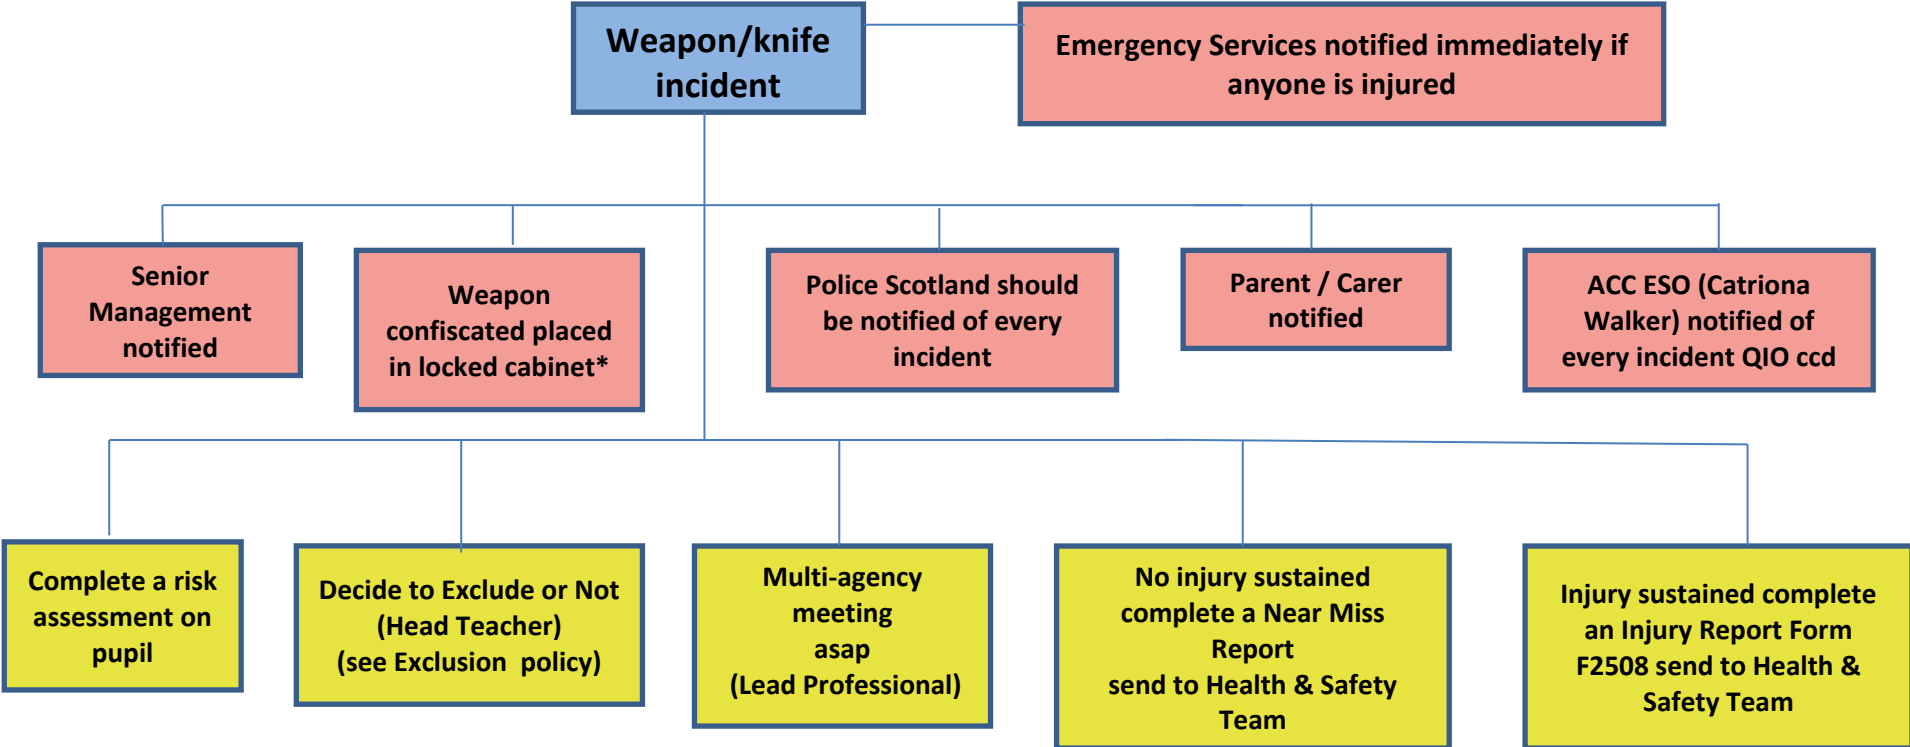 Weapon/knife
incident
Emergency Services notified immediately if
anyone is injured
Senior
Management
notified
Weapon
confiscated placed
in locked cabinet*
Police Scotland should
be notified of every
incident
Parent / Carer
notified
ACC ESO (Catriona
Walker) notified of
every incident QIO ccd
Complete a risk
assessment on
pupil
Decide to Exclude or Not
(Head Teacher)
(see Exclusion policy)
Multi-agency
meeting
asap
(Lead Professional)
No injury sustained
complete a Near Miss
Report
send to Health & Safety
Team
Injury sustained complete
an Injury Report Form
F2508 send to Health &
Safety Team